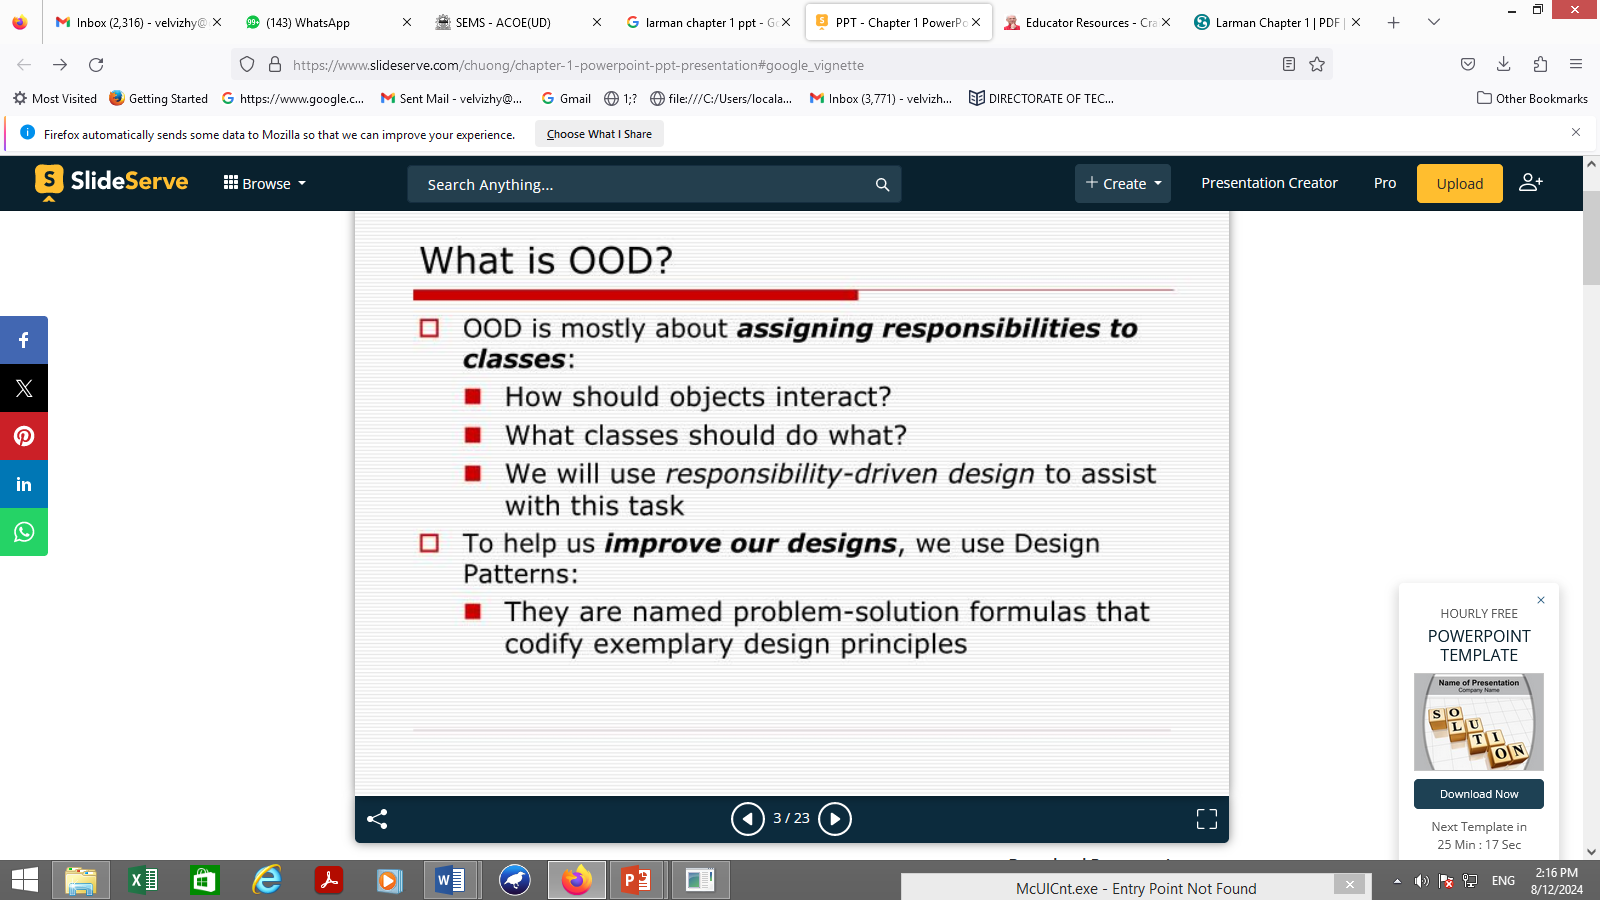 Inbox (2,316) - velvizhy@
(143) WhatsApp
SEMS - ACOE(UD)
larman chapter 1 ppt - Go
PPT - Chapter 1 PowerPo
Educator Resources - Cra
Larman Chapter 1 | PDF |
https://www.slideserve.com/chuong/chapter-1-powerpoint-ppt-presentation#google_vignette
Most Visited
Getting Started
https://www.google.c...
Sent Mail - velvizhy@...
Gmail
1;?
file:///C:/Users/locala...
Inbox (3,771) - velvizh...
DIRECTORATE OF TEC...
Other Bookmarks
Firefox automatically sends some data to Mozilla so that we can improve your experience.
Choose What I Share
SlideServe
Browse
Search Anything...
Create
Presentation Creator
Pro
Upload
What is OOD?
OOD is mostly about assigning responsibilities to
classes:
How should objects interact?
What classes should do what?
We will use responsibility-driven design to assist
with this task
To help us improve our designs, we use Design
Patterns:
They are named problem-solution formulas that
codify exemplary design principles
3 / 23
HOURLY FREE
POWERPOINT
TEMPLATE
Name of Presentation
Company Name
SOLUTION
Download Now
Next Template in
25 Min : 17 Sec
McUICnt.exe - Entry Point Not Found
ENG
2:16 PM
8/12/2024